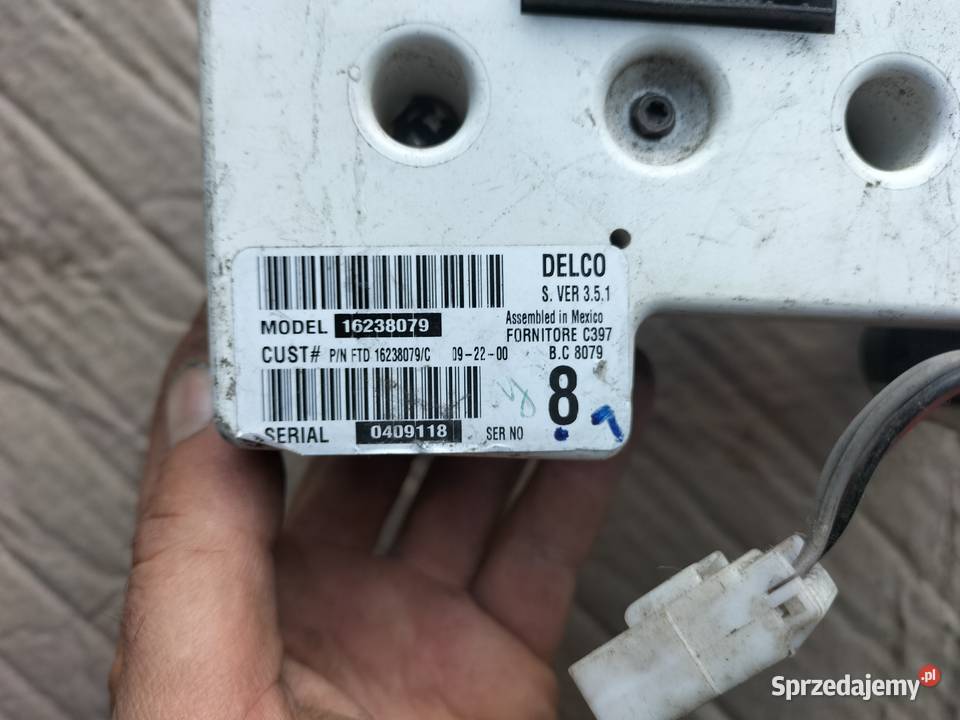 DELCO
S. VER 3.5.1
Assembled in Mexico
MODEL 16238079
FORNITORE C397
CUST# P/N FTD 16238079/C 09-22-00 B.C 8079
8
SERIAL 0409118 SER NO
Sprzedajemy.pl